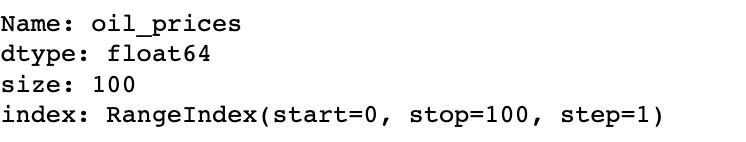 Name: oil_prices
dtype: float64
size: 100
index: RangeIndex(start=0, stop=100, step=1)